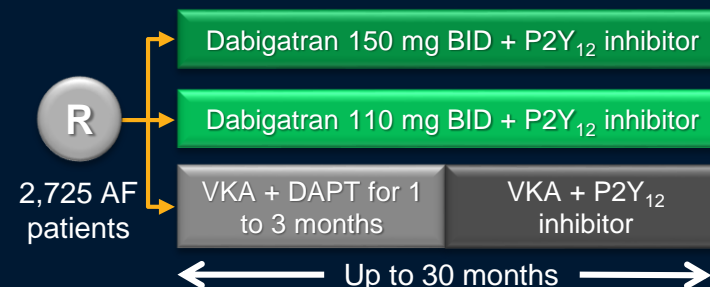 Dabigatran 150 mg BID + P2Y₁₂ inhibitor
R
Dabigatran 110 mg BID + P2Y₁₂ inhibitor
2,725 AF
patients
VKA + DAPT for 1
to 3 months
VKA + P2Y₁₂
inhibitor
Up to 30 months